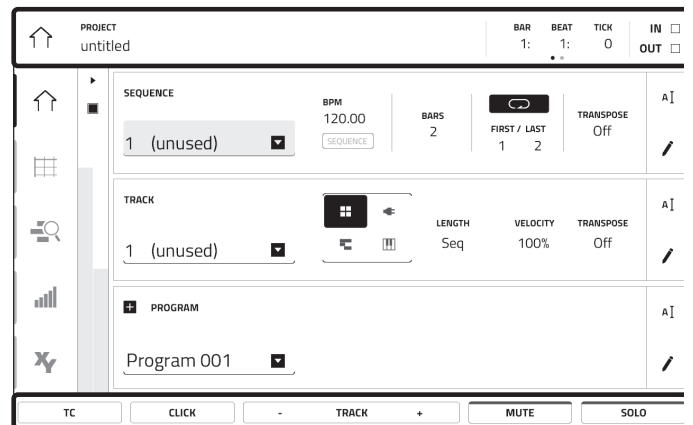 PROJECT
untitled
BAR BEAT TICK
1: 1: 0
IN
OUT
SEQUENCE
1 (unused)
BPM
120.00
SEQUENCE
BARS
2
FIRST / LAST
1 2
TRANSPOSE
Off
A
TRACK
1 (unused)
LENGTH
Seq
VELOCITY
100%
TRANSPOSE
Off
A
PROGRAM
Program 001
A
XY
TC CLICK - TRACK + MUTE SOLO